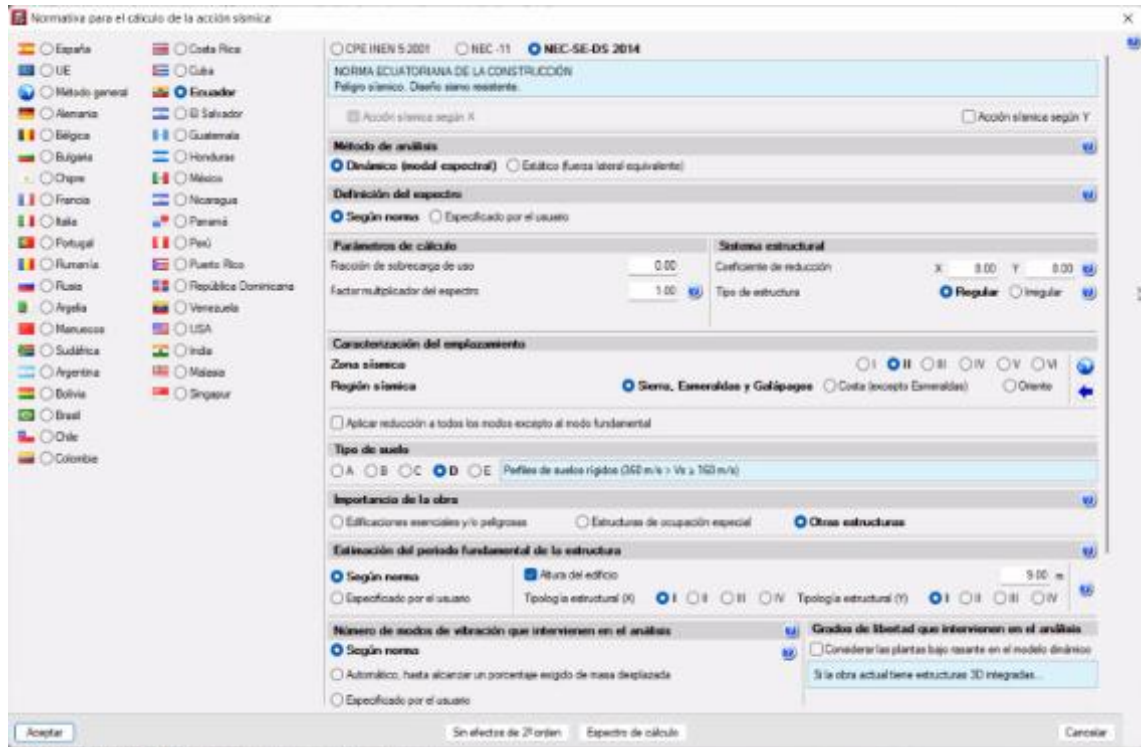 Normativa para el cálculo de la acción sísmica
España
UE
Método general
Alemania
Bélgica
Bulgaria
Chipre
Francia
Italia
Portugal
Rumanía
Rusia
Argelia
Marruecos
Sudáfrica
Argentina
Bolivia
Brasil
Chile
Colombia
Costa Rica
Cuba
Ecuador
El Salvador
Guatemala
Honduras
México
Nicaragua
Panamá
Perú
Puerto Rico
República Dominicana
Venezuela
USA
India
Malasia
Singapur
CPE INEN 5:2001 NEC-11 NEC-SE-DS 2014
NORMA ECUATORIANA DE LA CONSTRUCCIÓN
Peligro sísmico. Diseño sismo resistente.
Acción sísmica según X Acción sísmica según Y
Método de análisis
Dinámico (modal espectral) Estático (fuerza lateral equivalente)
Definición del espectro
Según norma Especificado por el usuario
Parámetros de cálculo Sistema estructural
Fracción de sobrecarga de uso 0.00 Coeficiente de reducción X 8.00 Y 8.00
Factor multiplicador del espectro 1.00 Tipo de estructura Regular Irregular
Caracterización del emplazamiento
Zona sísmica I II III IV V VI
Región sísmica Sierra, Esmeraldas y Galápagos Costa (excepto Esmeraldas) Oriente
Aplicar reducción a todos los modos excepto al modo fundamental
Tipo de suelo
A B C D E Perfiles de suelos rígidos (360 m/s > Vs ≥ 180 m/s)
Importancia de la obra
Edificaciones esenciales y/o peligrosas Estructuras de ocupación especial Otras estructuras
Estimación del periodo fundamental de la estructura
Según norma Altura del edificio 9.00 m
Especificado por el usuario Tipología estructural (X) I II III IV Tipología estructural (Y) I II III IV
Número de modos de vibración que intervienen en el análisis Grados de libertad que intervienen en el análisis
Según norma Considerar las plantas bajo rasante en el modelo dinámico
Automático, hasta alcanzar un porcentaje exigido de masa desplazada Si la obra actual tiene estructuras 3D integradas...
Especificado por el usuario
Aceptar Sin efectos de 2º orden Espectro de cálculo Cancelar